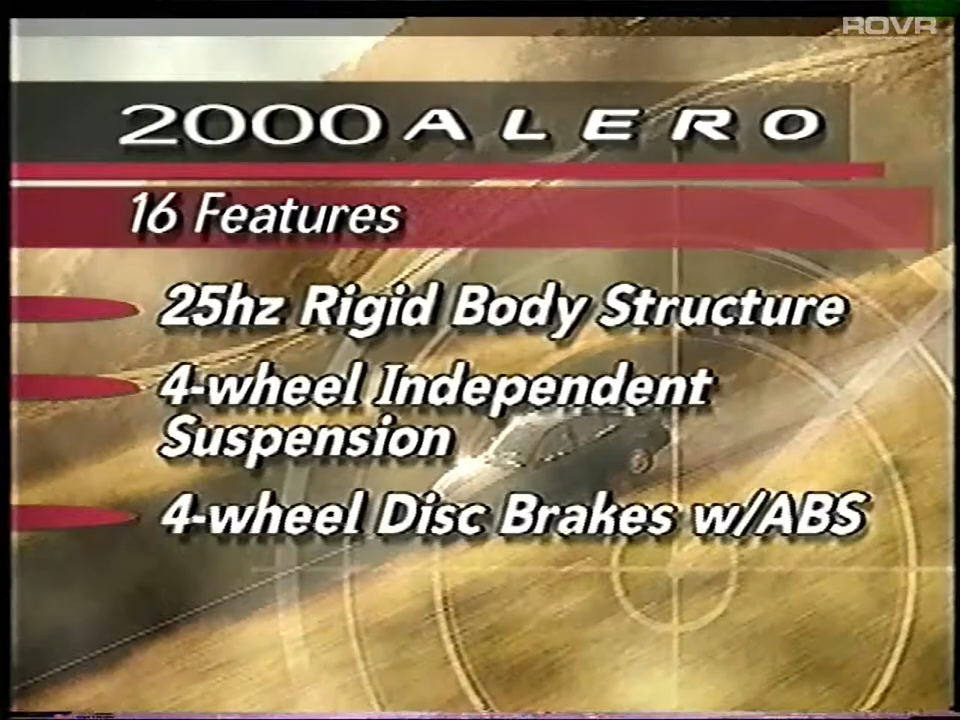 ROVR
2000 ALERO
16 Features
25hz Rigid Body Structure
4-wheel Independent
Suspension
4-wheel Disc Brakes w/ABS